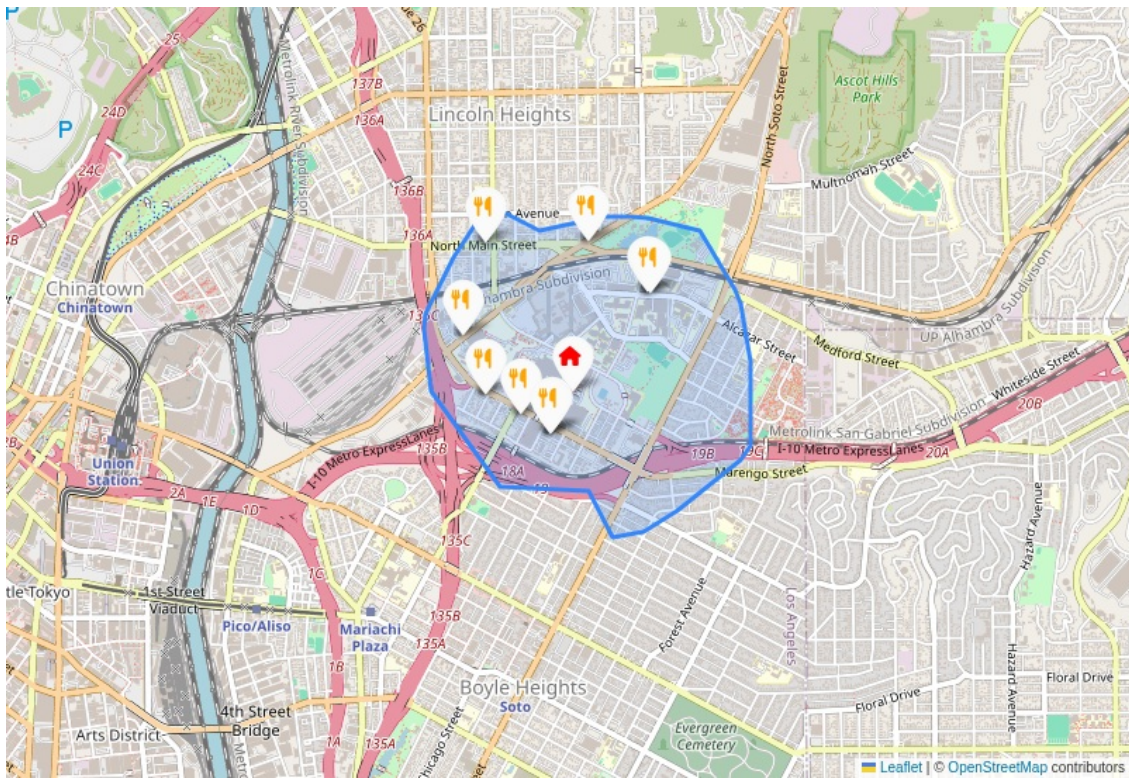 P
25
24D
P
24C
24B
Metrolink River Subdivision
137B
136A
136B
136A
Lincoln Heights
Avenue
North Main Street
North Soto Street
Ascot Hills
Park
Multnomah Street
Chinatown
Chinatown
Alhambra Subdivision
136C
UP Alhambra Subdivision
Alcazar Street
Medford Street
Whiteside Street
20B
Metrolink San Gabriel Subdivision
I-10 Metro ExpressLanes
20A
19C
19B
Marengo Street
18A
135B
I-10 Metro ExpressLanes
Union
Station
2A
1E
1D
135C
1C
tle Tokyo
1st Street
Viaduct
Pico/Aliso
Mariachi
Plaza
135B
135A
1B
Forest Avenue
Los Angeles
Hazard Avenue
Hazard Avenue
Boyle Heights
Soto
Floral Drive
Floral Drive
4th Street
Bridge
Arts District
1A
135A
Chicago Street
Evergreen
Cemetery
Leaflet | © OpenStreetMap contributors